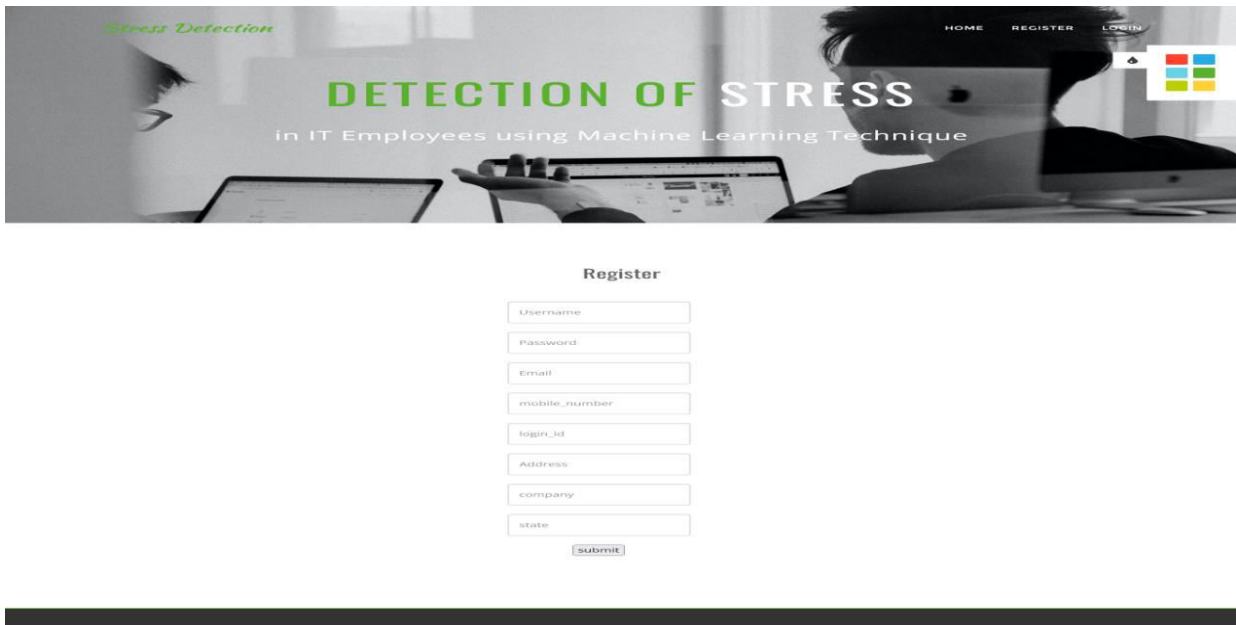 Stress Detection
HOME REGISTER LOGIN
DETECTION OF STRESS
in IT Employees using Machine Learning Technique
Register
Username
Password
Email
mobile_number
login_id
Address
company
state
submit